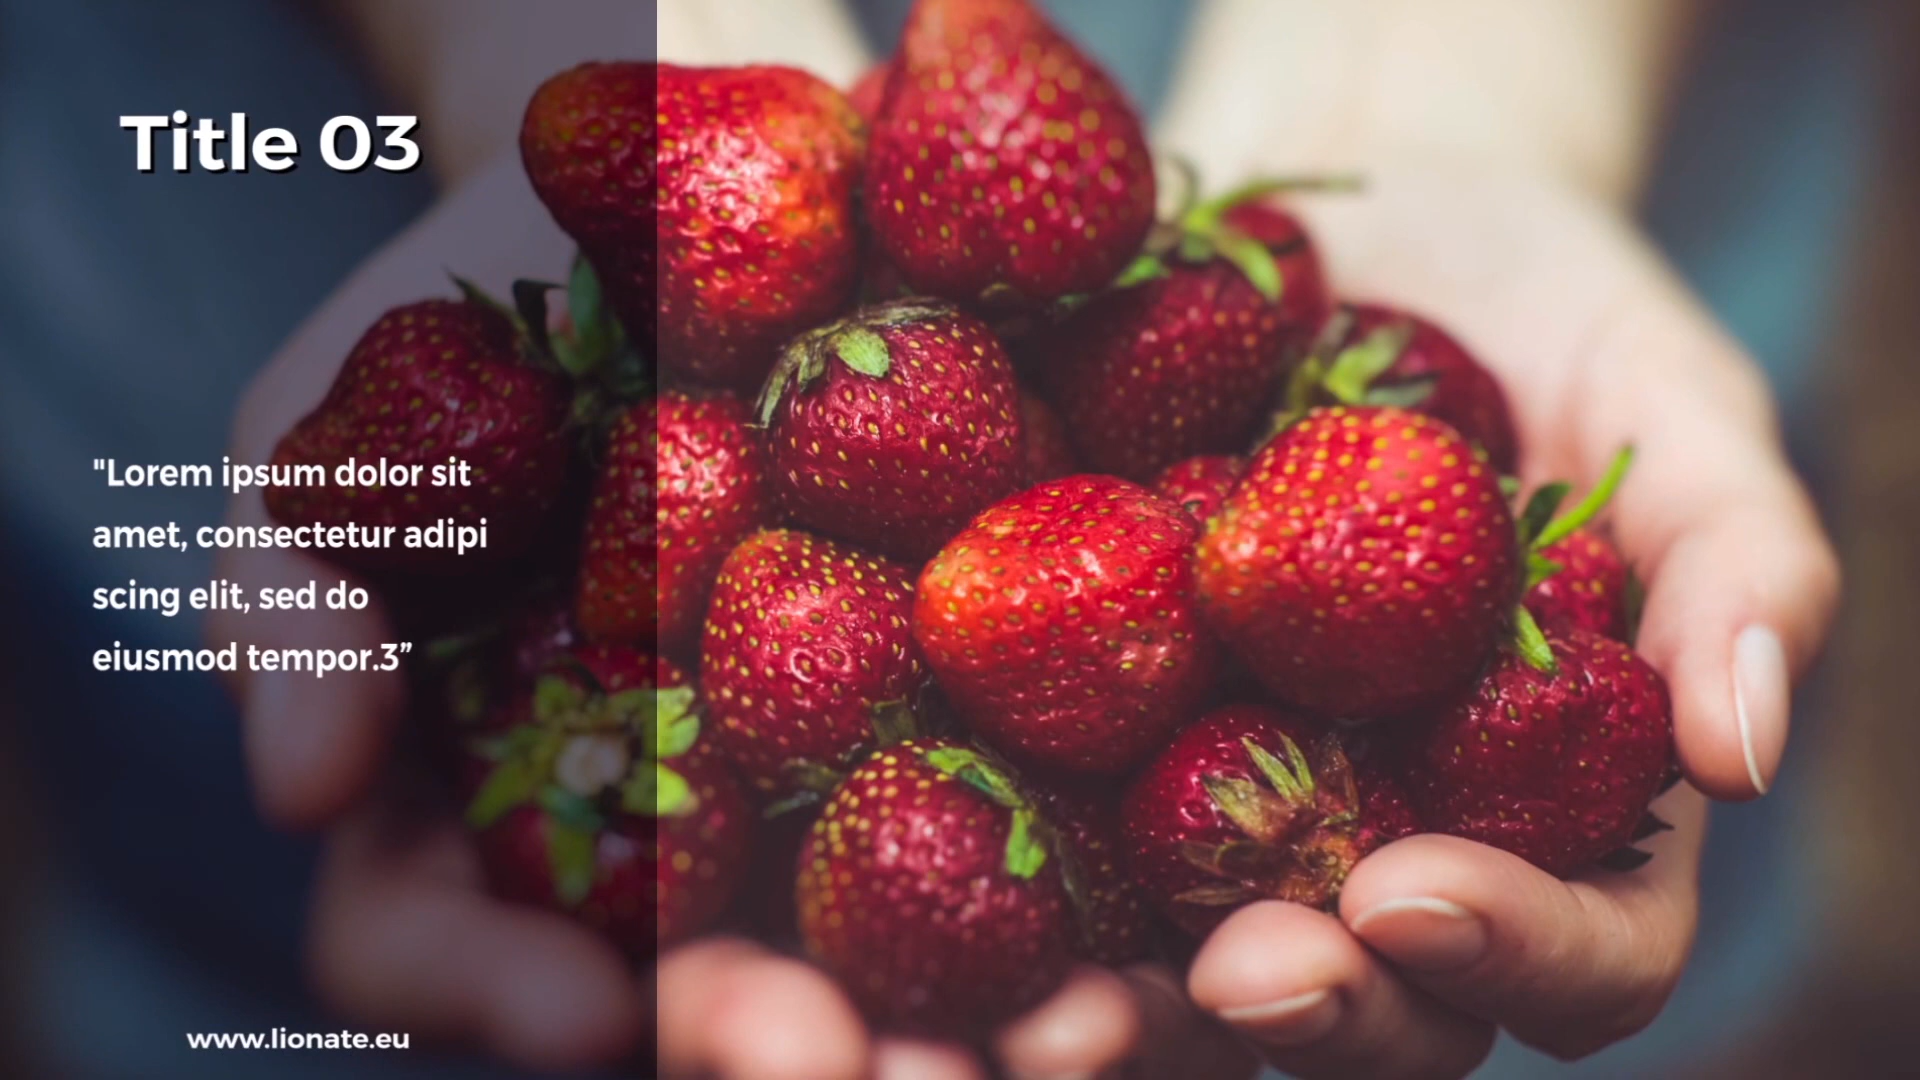 Title 03
"Lorem ipsum dolor sit
amet, consectetur adipi
scing elit, sed do
eiusmod tempor.3”
www.lionate.eu